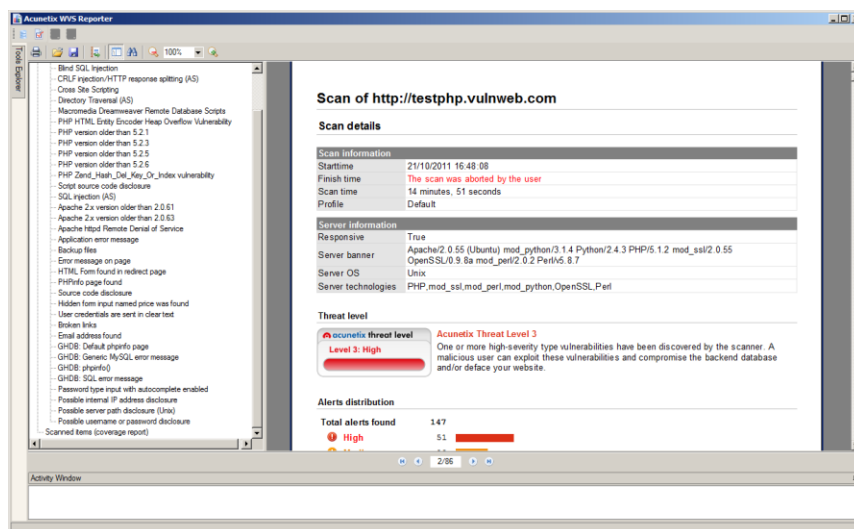 Acunetix WVS Reporter
100%
Tools Explorer
Blind SQL Injection
CRLF injection/HTTP response splitting (AS)
Cross Site Scripting
Directory Traversal (AS)
Macromedia Dreamweaver Remote Database Scripts
PHP HTML Entity Encoder Heap Overflow Vulnerability
PHP version older than 5.2.1
PHP version older than 5.2.3
PHP version older than 5.2.5
PHP version older than 5.2.6
PHP Zend_Hash_Del_Key_Or_Index vulnerability
Script source code disclosure
SQL injection (AS)
Apache 2.x version older than 2.0.61
Apache 2.x version older than 2.0.63
Apache httpd Remote Denial of Service
Application error message
Backup files
Error message on page
HTML Form found in redirect page
PHPinfo page found
Source code disclosure
Hidden form input named price was found
User credentials are sent in clear text
Broken links
Email address found
GHDB: Default phpinfo page
GHDB: Generic MySQL error message
GHDB: phpinfo()
GHDB: SQL error message
Password type input with autocomplete enabled
Possible internal IP address disclosure
Possible server path disclosure (Unix)
Possible username or password disclosure
Scanned items (coverage report)
Scan of http://testphp.vulnweb.com
Scan details
Scan information
Starttime 21/10/2011 16:48:08
Finish time The scan was aborted by the user
Scan time 14 minutes, 51 seconds
Profile Default
Server information
Responsive True
Server banner Apache/2.0.55 (Ubuntu) mod_python/3.1.4 Python/2.4.3 PHP/5.1.2 mod_ssl/2.0.55
OpenSSL/0.9.8a mod_perl/2.0.2 Perl/v5.8.7
Server OS Unix
Server technologies PHP,mod_ssl,mod_perl,mod_python,OpenSSL,Perl
Threat level
acunetix threat level
Level 3: High
Acunetix Threat Level 3
One or more high-severity type vulnerabilities have been discovered by the scanner. A
malicious user can exploit these vulnerabilities and compromise the backend database
and/or deface your website.
Alerts distribution
Total alerts found 147
High 51
2/86
Activity Window